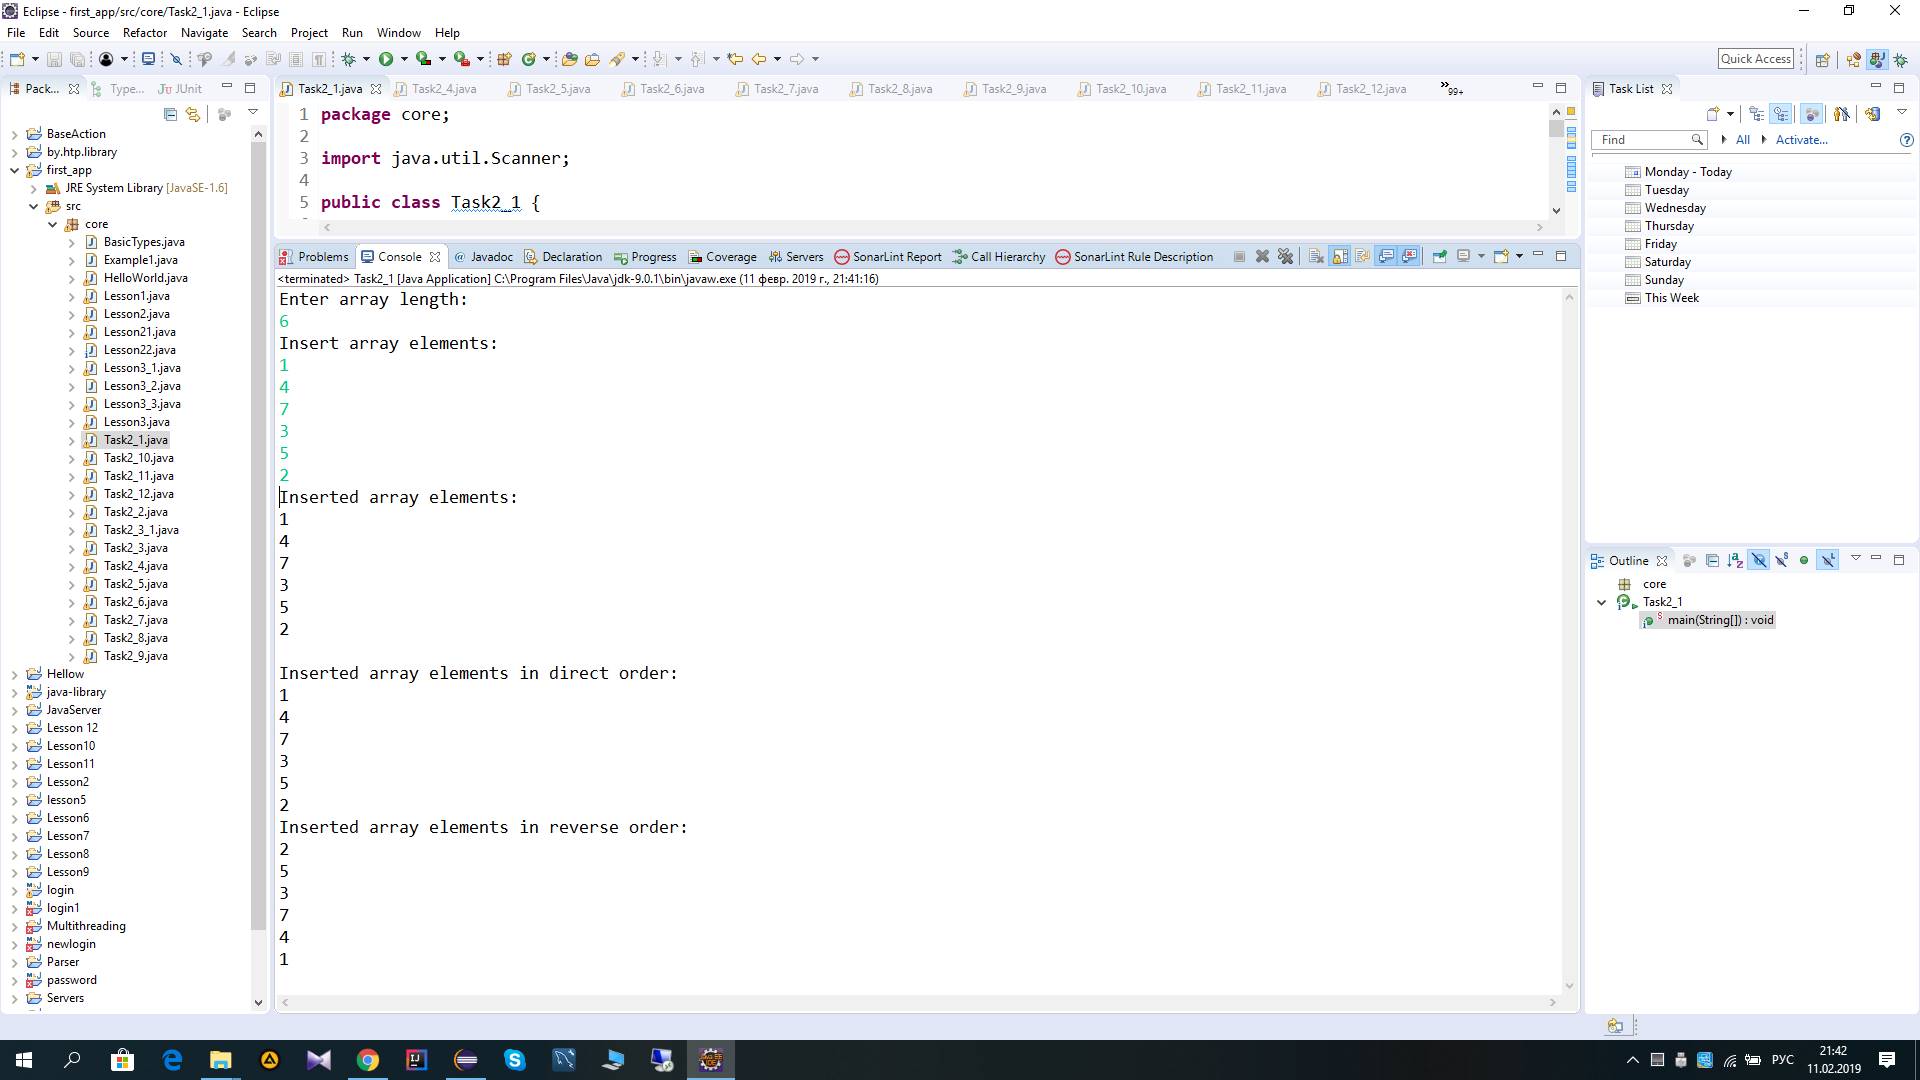 Eclipse - first_app/src/core/Task2_1.java - Eclipse
File Edit Source Refactor Navigate Search Project Run Window Help
Quick Access
Pack...
Type...
JUnit
BaseAction
by.htp.library
first_app
JRE System Library [JavaSE-1.6]
src
core
BasicTypes.java
Example1.java
HelloWorld.java
Lesson1.java
Lesson2.java
Lesson21.java
Lesson22.java
Lesson3_1.java
Lesson3_2.java
Lesson3_3.java
Lesson3.java
Task2_1.java
Task2_10.java
Task2_11.java
Task2_12.java
Task2_2.java
Task2_3_1.java
Task2_3.java
Task2_4.java
Task2_5.java
Task2_6.java
Task2_7.java
Task2_8.java
Task2_9.java
Hellow
java-library
JavaServer
Lesson 12
Lesson10
Lesson11
Lesson2
lesson5
Lesson6
Lesson7
Lesson8
Lesson9
login
login1
Multithreading
newlogin
Parser
password
Servers
Task2_1.java Task2_4.java Task2_5.java Task2_6.java Task2_7.java Task2_8.java Task2_9.java Task2_10.java Task2_11.java Task2_12.java »99+
1 package core;
2
3 import java.util.Scanner;
4
5 public class Task2_1 {
Problems Console @ Javadoc Declaration Progress Coverage Servers SonarLint Report Call Hierarchy SonarLint Rule Description
<terminated> Task2_1 [Java Application] C:\Program Files\Java\jdk-9.0.1\bin\javaw.exe (11 февр. 2019 г., 21:41:16)
Enter array length:
6
Insert array elements:
1
4
7
3
5
2
Inserted array elements:
1
4
7
3
5
2
Inserted array elements in direct order:
1
4
7
3
5
2
Inserted array elements in reverse order:
2
5
3
7
4
1
Task List
Find
All
Activate...
Monday - Today
Tuesday
Wednesday
Thursday
Friday
Saturday
Sunday
This Week
Outline
core
Task2_1
main(String[]) : void
РУС
21:42
11.02.2019